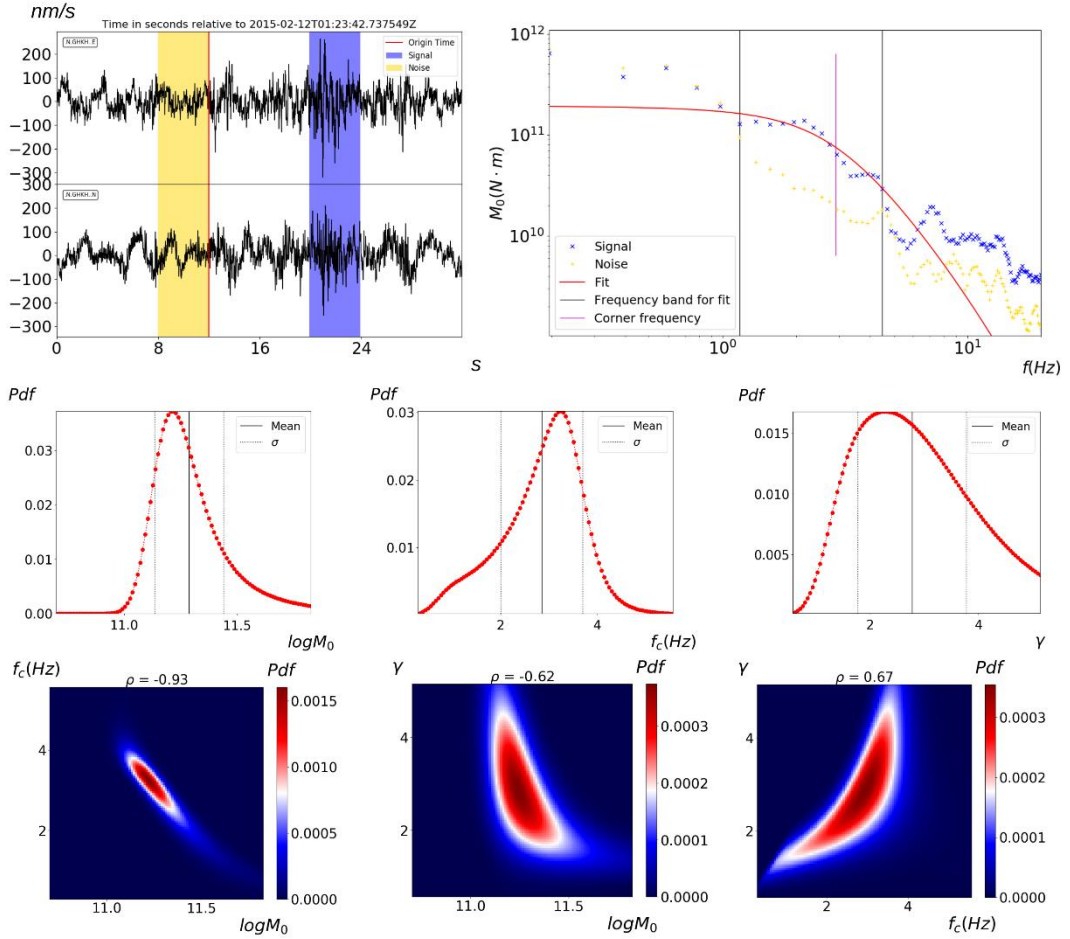 nm/s
Time in seconds relative to 2015-02-12T01:23:42.737549Z
N.GHKH..E
Origin Time
Signal
Noise
200
100
0
−100
−200
−300
300
N.GHKH..N
200
100
0
−100
−200
−300
0 8 16 24
S
10¹²
10¹¹
10¹⁰
M₀(N · m)
Signal
Noise
Fit
Frequency band for fit
Corner frequency
10⁰ 10¹
f(Hz)
Pdf
0.03
0.02
0.01
0.00
Mean
σ
11.0 11.5
logM₀
Pdf
0.03
0.02
0.01
Mean
σ
2 4
f_c(Hz)
Pdf
0.015
0.010
0.005
Mean
σ
2 4
γ
f_c(Hz)
ρ = -0.93
Pdf
4
2
11.0 11.5
logM₀
0.0015
0.0010
0.0005
0.0000
γ
ρ = -0.62
Pdf
4
2
11.0 11.5
logM₀
0.0003
0.0002
0.0001
0.0000
γ
ρ = 0.67
Pdf
4
2
2 4
f_c(Hz)
0.0003
0.0002
0.0001
0.0000